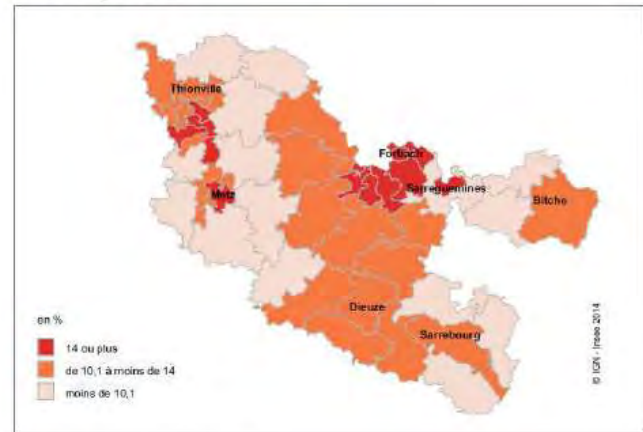 Thionville
Forbach
Sarreguemines
Metz
Bitche
Dieuze
Sarrebourg
en %
14 ou plus
de 10,1 à moins de 14
moins de 10,1
© IGN - Insee 2014